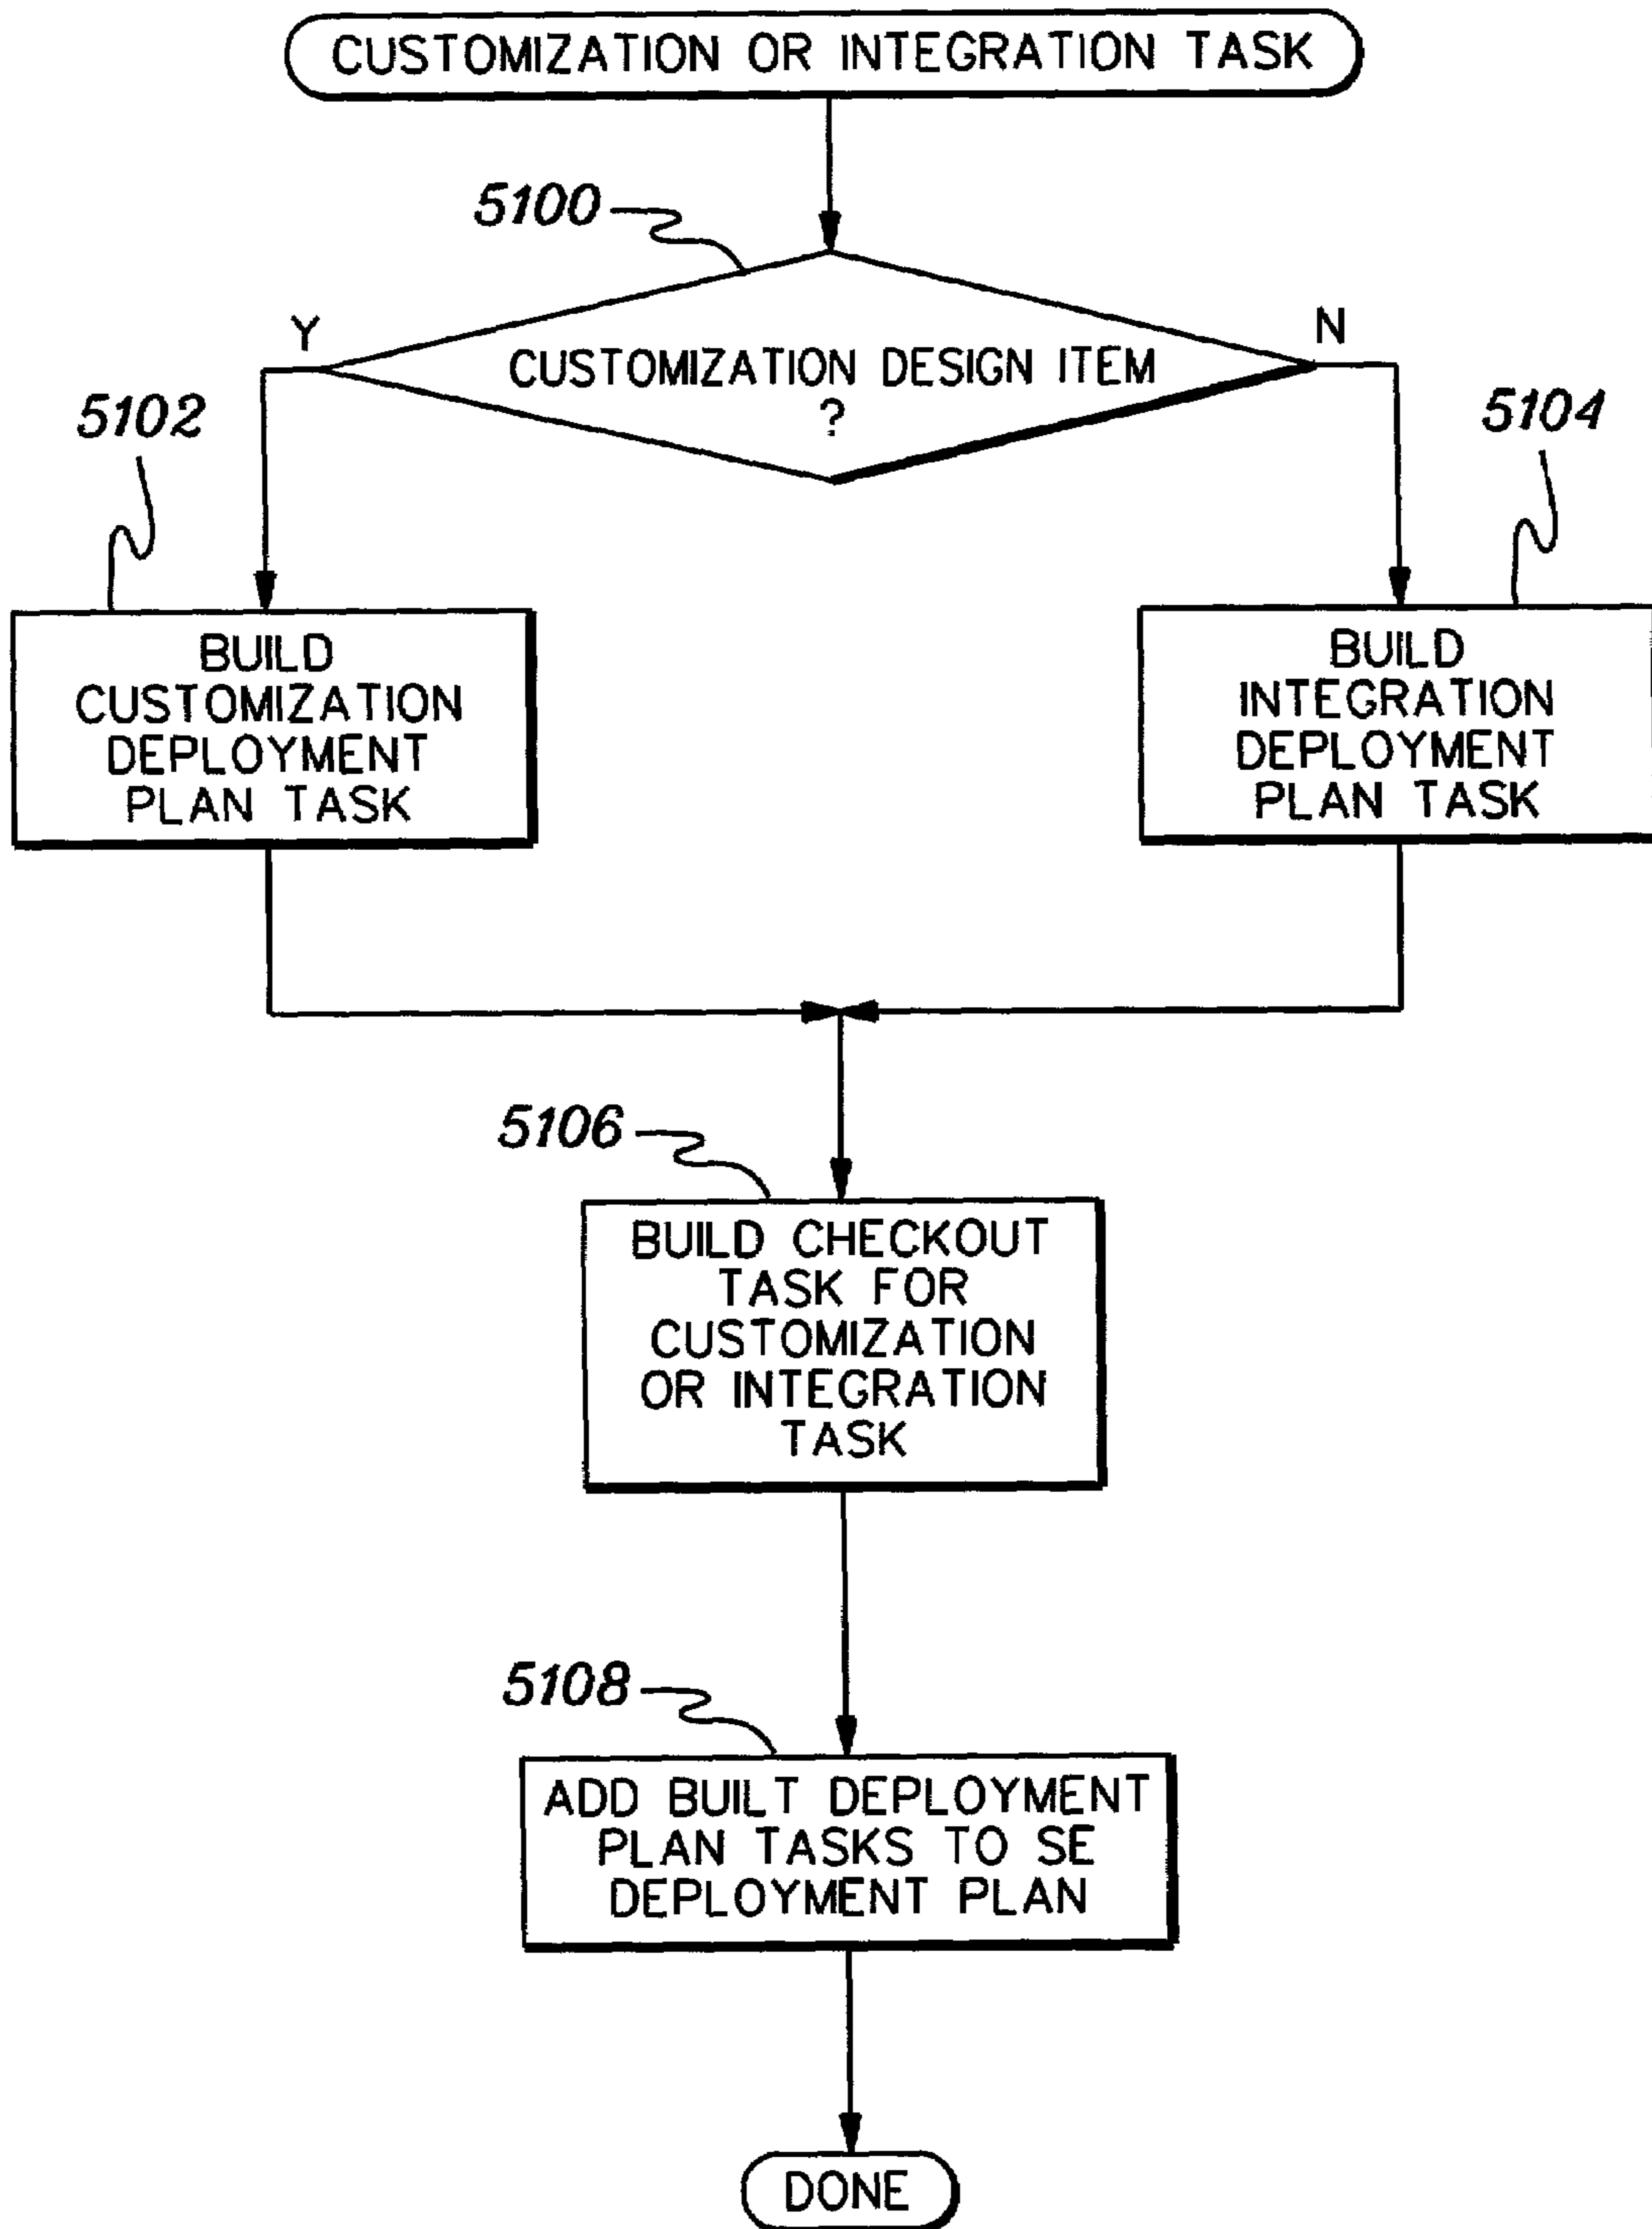 CUSTOMIZATION OR INTEGRATION TASK
5100
Y
N
CUSTOMIZATION DESIGN ITEM
?
5102
5104
BUILD
CUSTOMIZATION
DEPLOYMENT
PLAN TASK
BUILD
INTEGRATION
DEPLOYMENT
PLAN TASK
5106
BUILD CHECKOUT
TASK FOR
CUSTOMIZATION
OR INTEGRATION
TASK
5108
ADD BUILT DEPLOYMENT
PLAN TASKS TO SE
DEPLOYMENT PLAN
DONE